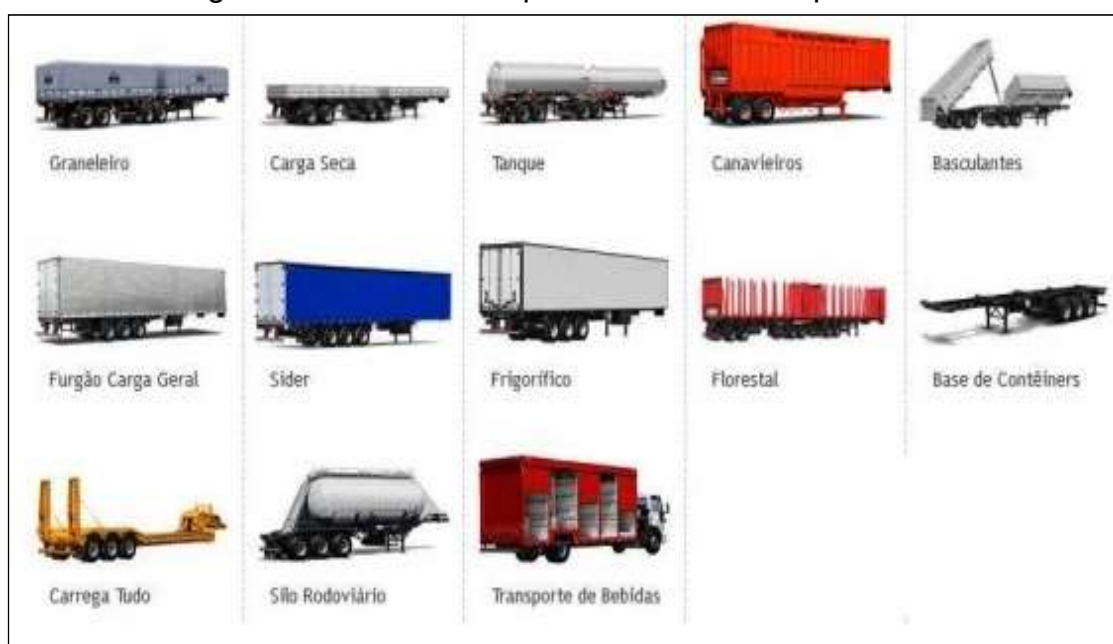 Graneleiro
Carga Seca
Tanque
Canavieiros
Basculantes
Furgão Carga Geral
Sider
Frigorífico
Florestal
Base de Contêiners
Carrega Tudo
Silo Rodoviário
Transporte de Bebidas